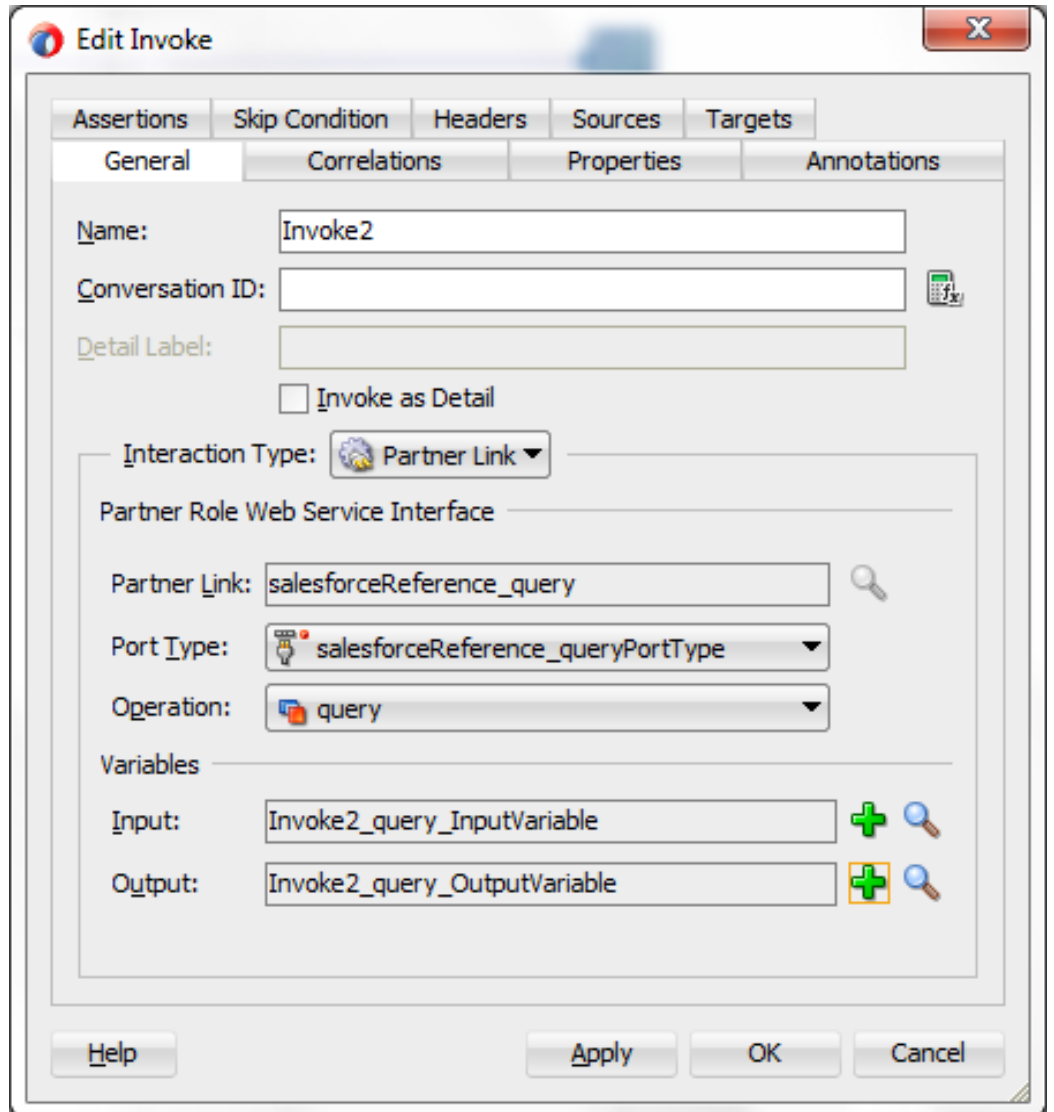 Edit Invoke
X
Assertions Skip Condition Headers Sources Targets
General Correlations Properties Annotations
Name: Invoke2
Conversation ID:
Detail Label:
Invoke as Detail
Interaction Type: Partner Link
Partner Role Web Service Interface
Partner Link: salesforceReference_query
Port Type: salesforceReference_queryPortType
Operation: query
Variables
Input: Invoke2_query_InputVariable
Output: Invoke2_query_OutputVariable
Help Apply OK Cancel